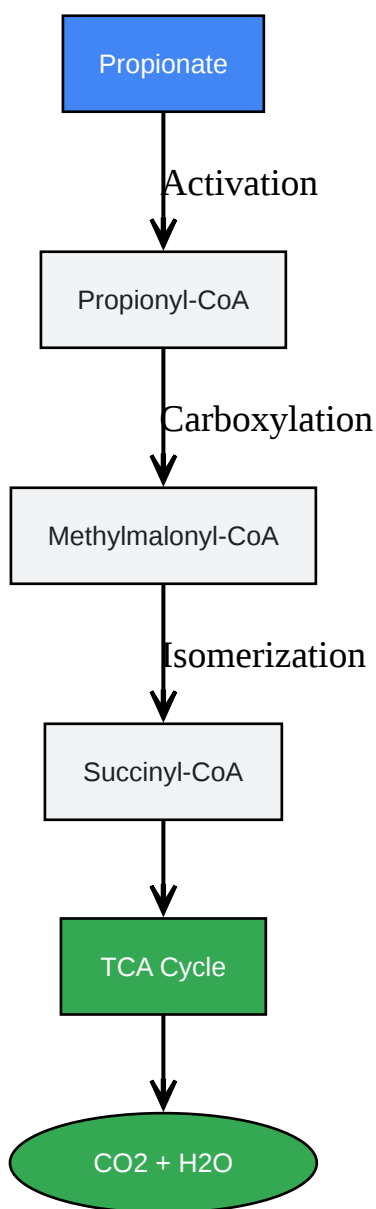 Propionate
Activation
Propionyl-CoA
Carboxylation
Methylmalonyl-CoA
Isomerization
Succinyl-CoA
TCA Cycle
CO2 + H2O